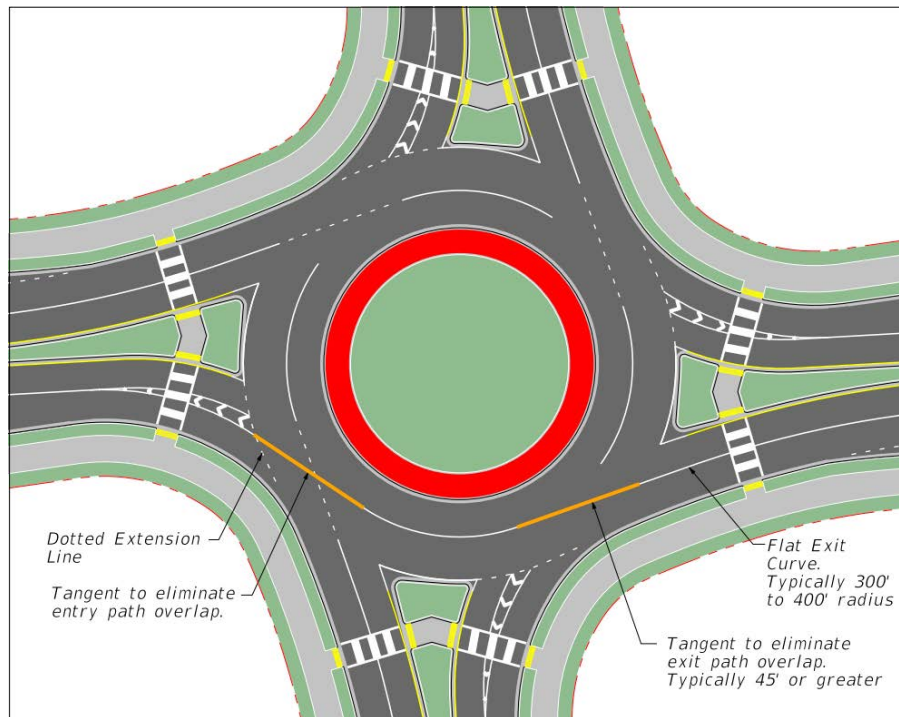 Dotted Extension
Line
Tangent to eliminate
entry path overlap.
Flat Exit
Curve.
Typically 300'
to 400' radius
Tangent to eliminate
exit path overlap.
Typically 45' or greater